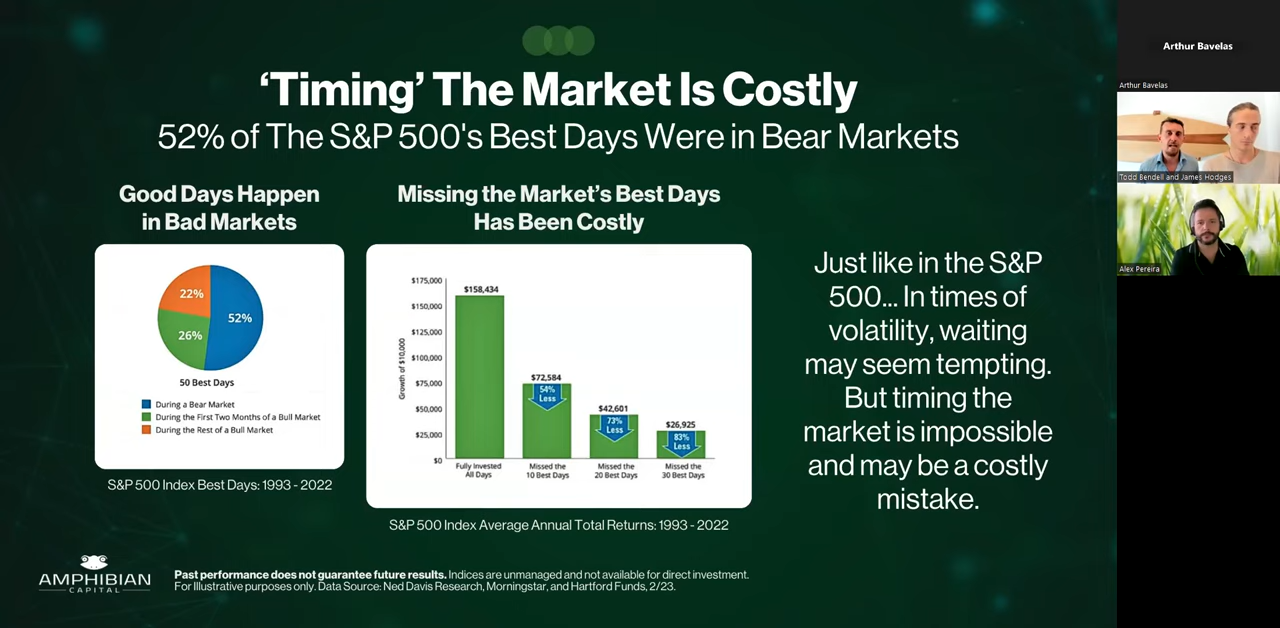 ‘Timing’ The Market Is Costly
52% of The S&P 500's Best Days Were in Bear Markets
Good Days Happen
in Bad Markets
22%
52%
26%
50 Best Days
During a Bear Market
During the First Two Months of a Bull Market
During the Rest of a Bull Market
S&P 500 Index Best Days: 1993 - 2022
Missing the Market’s Best Days
Has Been Costly
Growth of $10,000
$175,000
$150,000
$125,000
$100,000
$75,000
$50,000
$25,000
$0
$158,434
$72,584
54%
Less
$42,601
73%
Less
$26,925
83%
Less
Fully Invested
All Days
Missed the
10 Best Days
Missed the
20 Best Days
Missed the
30 Best Days
S&P 500 Index Average Annual Total Returns: 1993 - 2022
Just like in the S&P
500... In times of
volatility, waiting
may seem tempting.
But timing the
market is impossible
and may be a costly
mistake.
AMPHIBIAN
CAPITAL
Past performance does not guarantee future results. Indices are unmanaged and not available for direct investment.
For Illustrative purposes only. Data Source: Ned Davis Research, Morningstar, and Hartford Funds, 2/23.
Arthur Bavelas
Arthur Bavelas
Todd Bendell and James Hodges
Alex Pereira